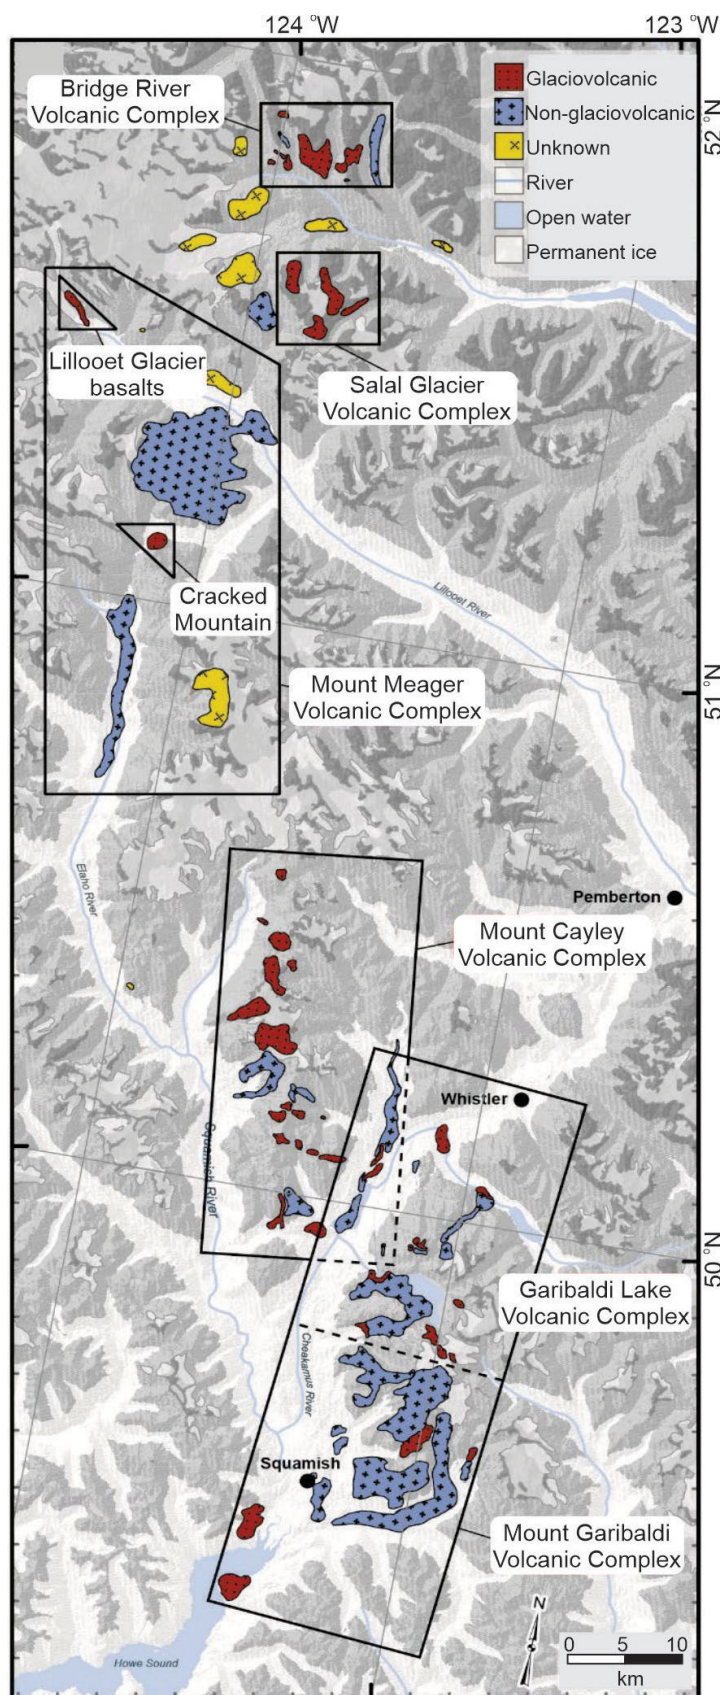 124 °W
123 °W
Bridge River
Volcanic Complex
Glaciovolcanic
Non-glaciovolcanic
Unknown
River
Open water
Permanent ice
52 °N
Lillooet Glacier
basalts
Salal Glacier
Volcanic Complex
Cracked
Mountain
Lillooet River
Mount Meager
Volcanic Complex
51 °N
Elaho River
Pemberton
Mount Cayley
Volcanic Complex
Whistler
Squamish River
50 °N
Garibaldi Lake
Volcanic Complex
Cheakamus River
Squamish
Mount Garibaldi
Volcanic Complex
N
0 5 10
km
Howe Sound